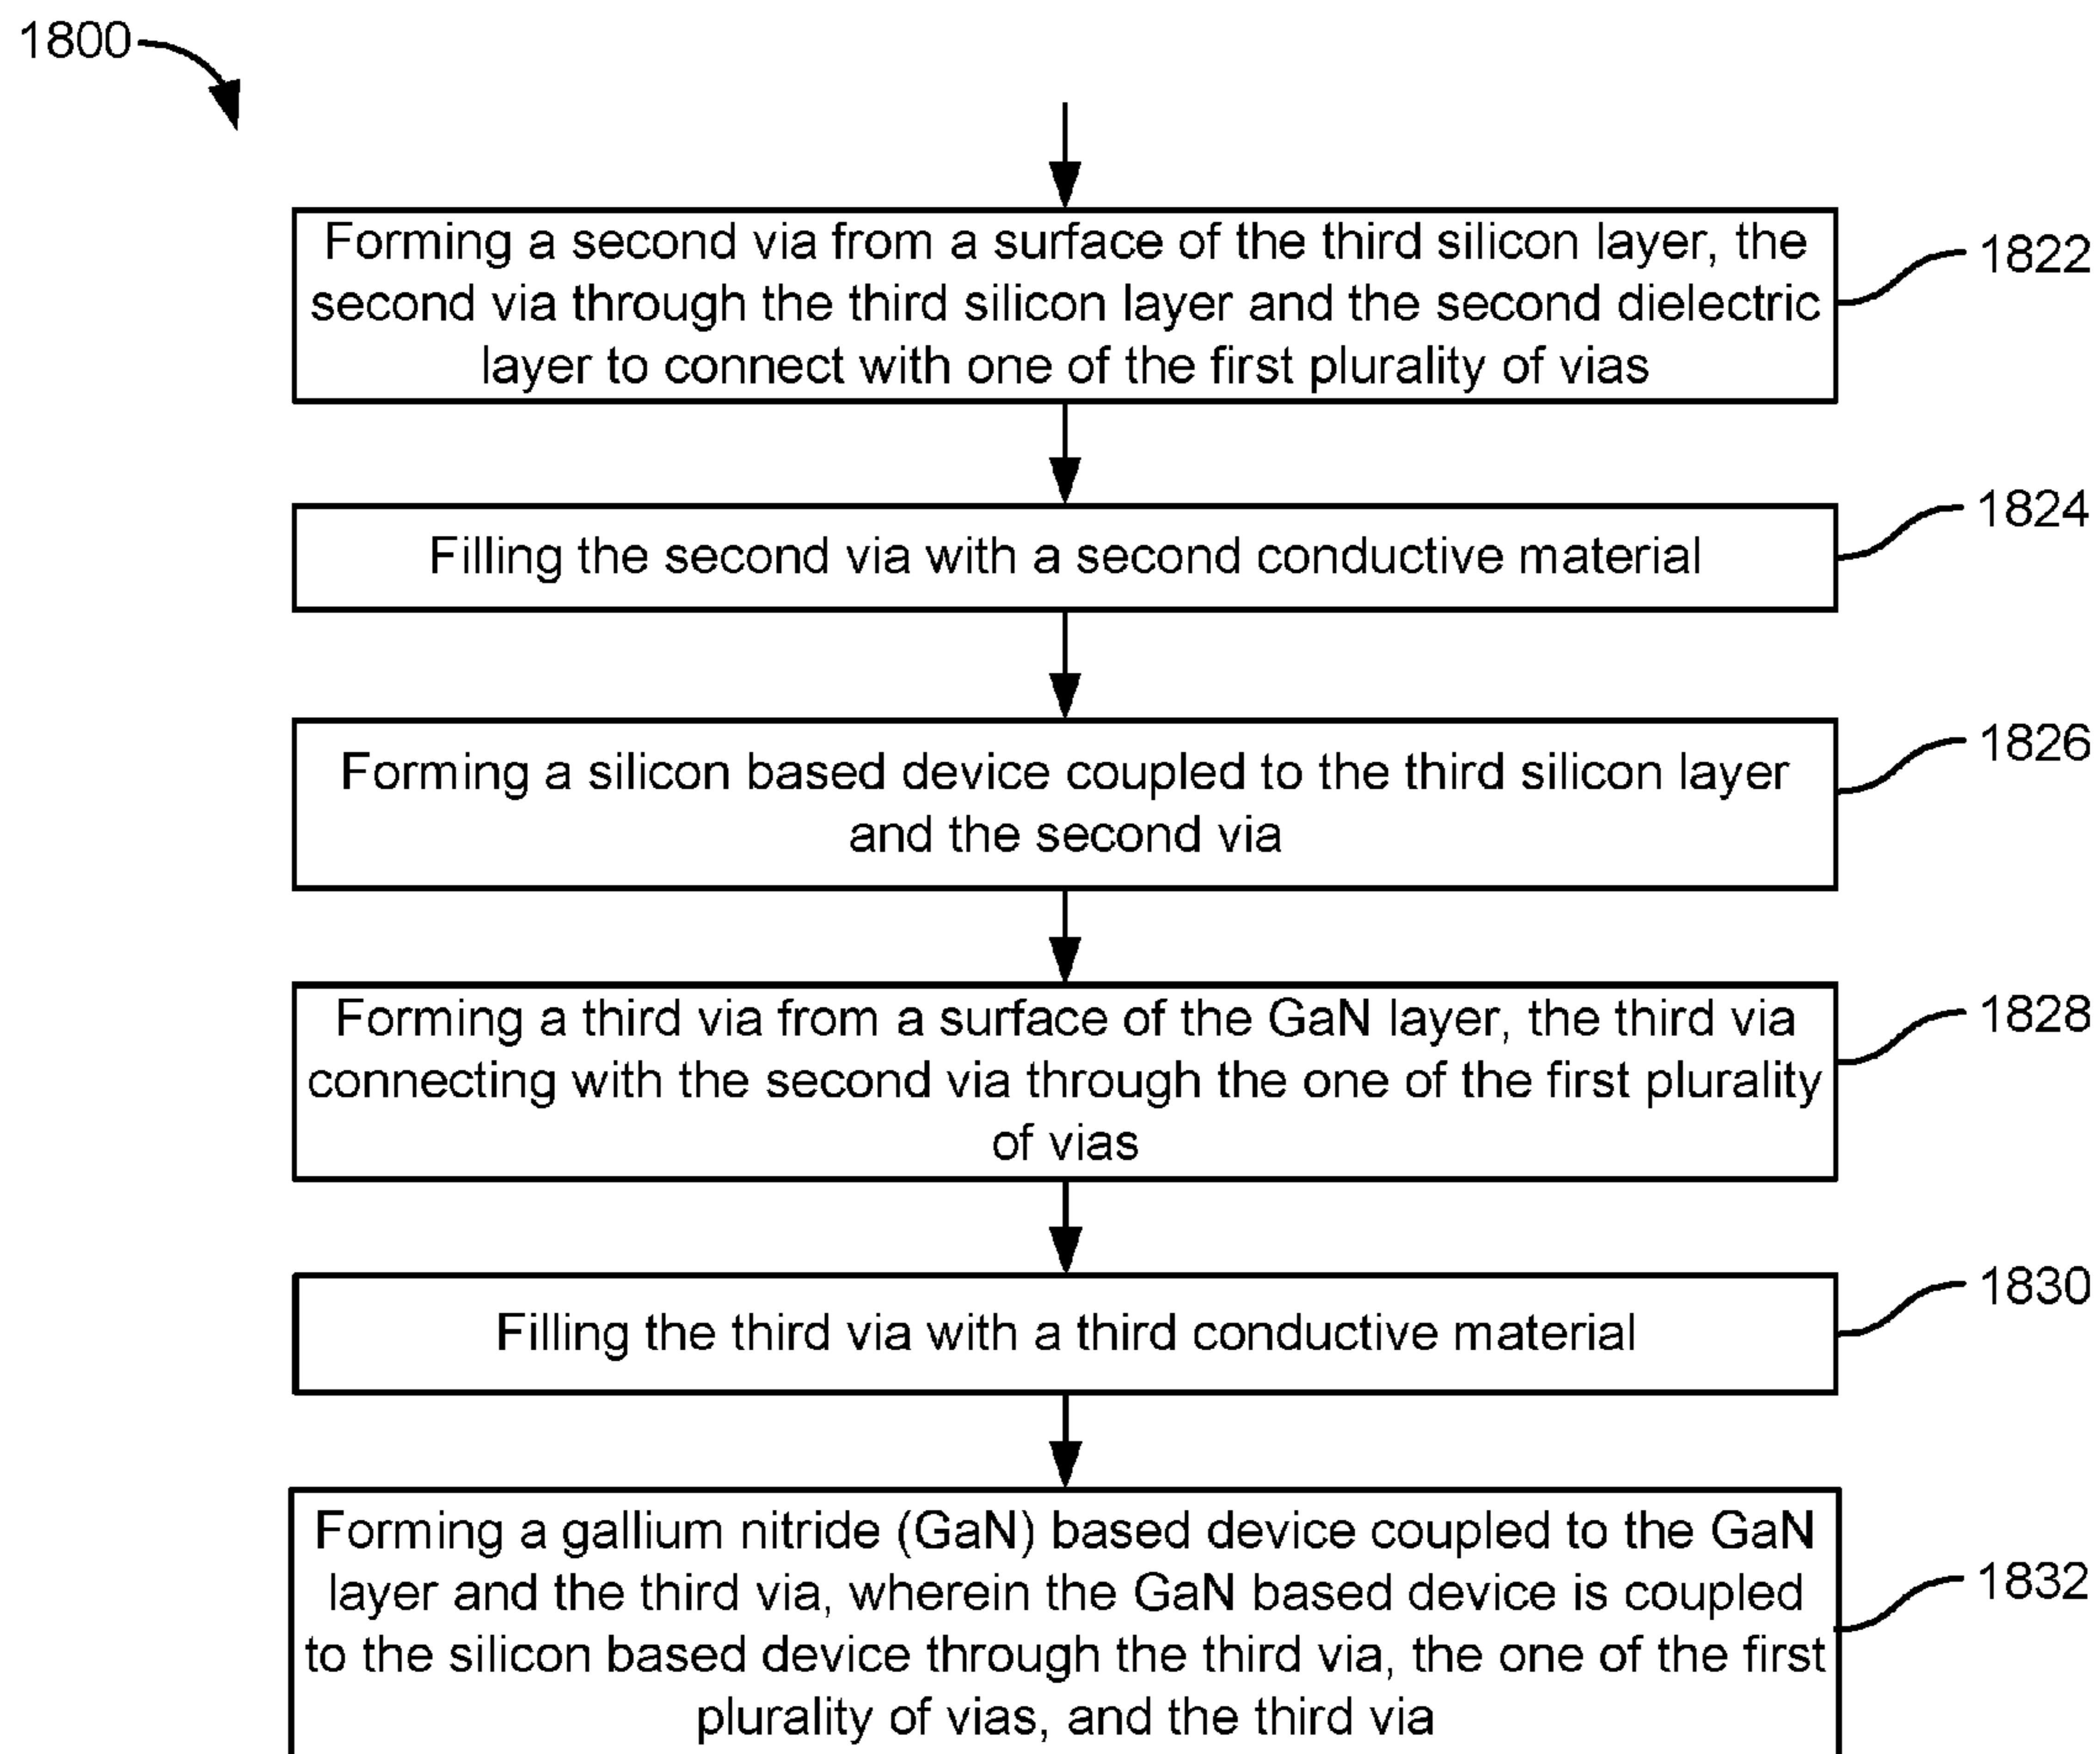 1800
Forming a second via from a surface of the third silicon layer, the
second via through the third silicon layer and the second dielectric
layer to connect with one of the first plurality of vias
1822
Filling the second via with a second conductive material
1824
Forming a silicon based device coupled to the third silicon layer
and the second via
1826
Forming a third via from a surface of the GaN layer, the third via
connecting with the second via through the one of the first plurality
of vias
1828
Filling the third via with a third conductive material
1830
Forming a gallium nitride (GaN) based device coupled to the GaN
layer and the third via, wherein the GaN based device is coupled
to the silicon based device through the third via, the one of the first
plurality of vias, and the third via
1832